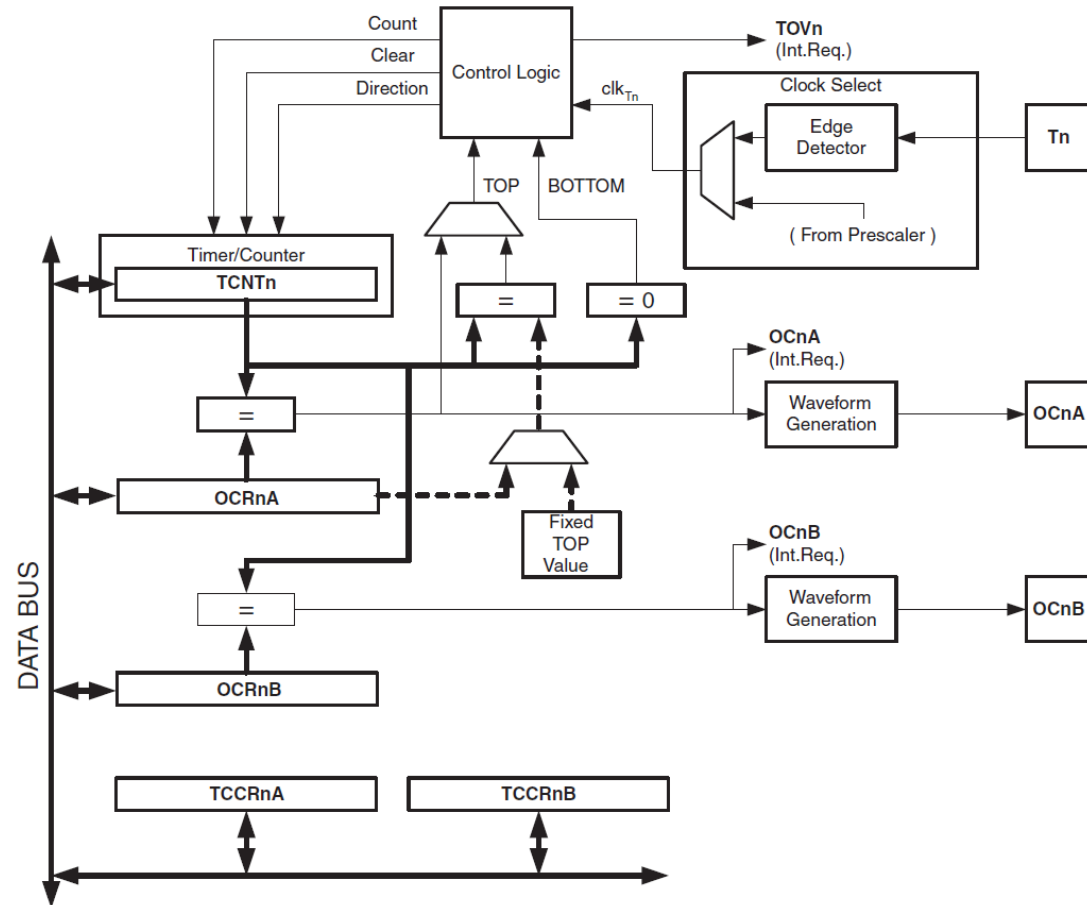 Count
Clear
Direction
Control Logic
TOVn
(Int.Req.)
clkTn
Clock Select
Edge
Detector
Tn
( From Prescaler )
TOP
BOTTOM
Timer/Counter
TCNTn
=
= 0
=
OCnA
(Int.Req.)
Waveform
Generation
OCnA
OCRnA
Fixed
TOP
Value
OCnB
(Int.Req.)
=
Waveform
Generation
OCnB
OCRnB
DATA BUS
TCCRnA
TCCRnB